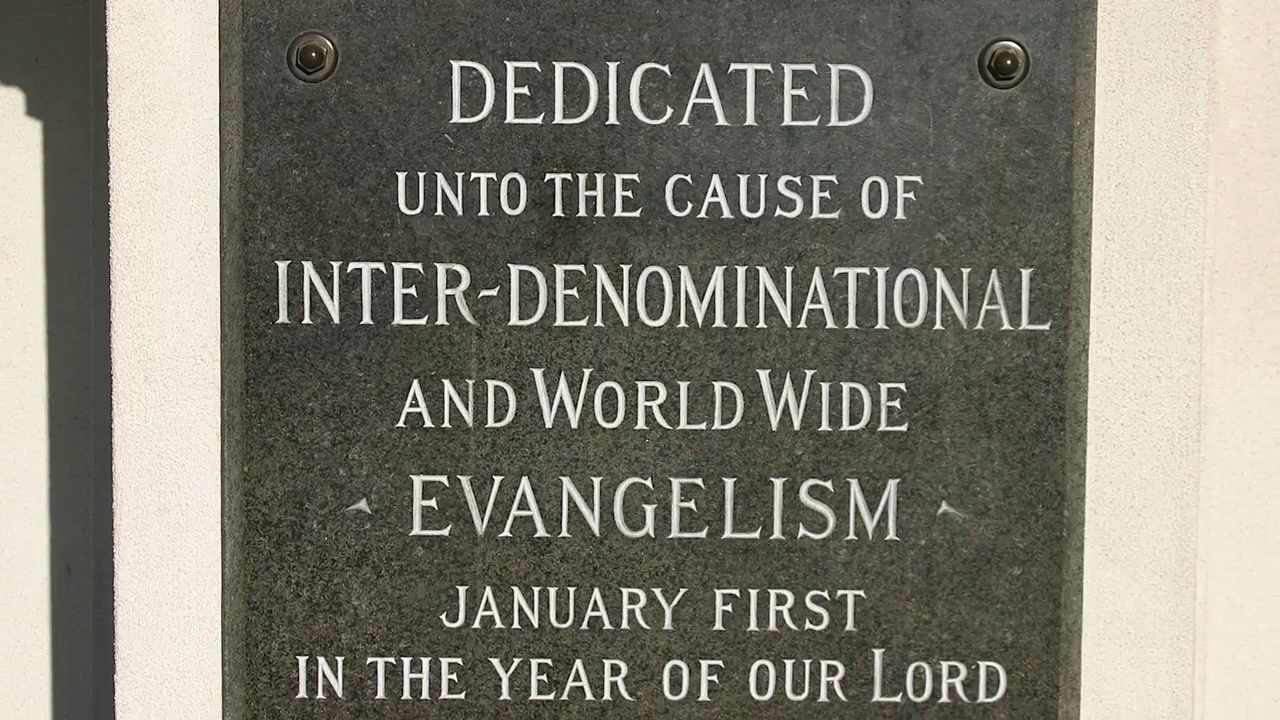 DEDICATED
UNTO THE CAUSE OF
INTER-DENOMINATIONAL
AND WORLD WIDE
EVANGELISM
JANUARY FIRST
IN THE YEAR OF OUR LORD